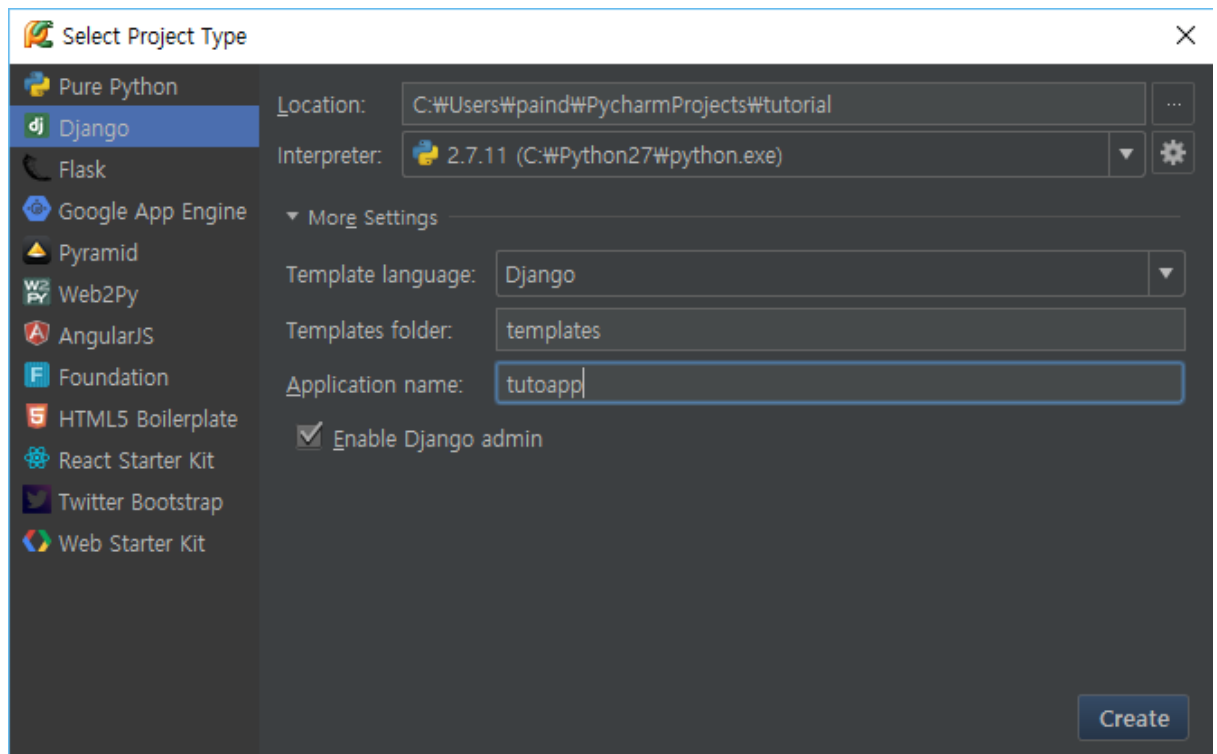 Select Project Type
Pure Python
Django
Flask
Google App Engine
Pyramid
Web2Py
AngularJS
Foundation
HTML5 Boilerplate
React Starter Kit
Twitter Bootstrap
Web Starter Kit
Location: C:₩Users₩paind₩PycharmProjects₩tutorial ...
Interpreter: 2.7.11 (C:₩Python27₩python.exe)
More Settings
Template language: Django
Templates folder: templates
Application name: tutoapp
Enable Django admin
Create